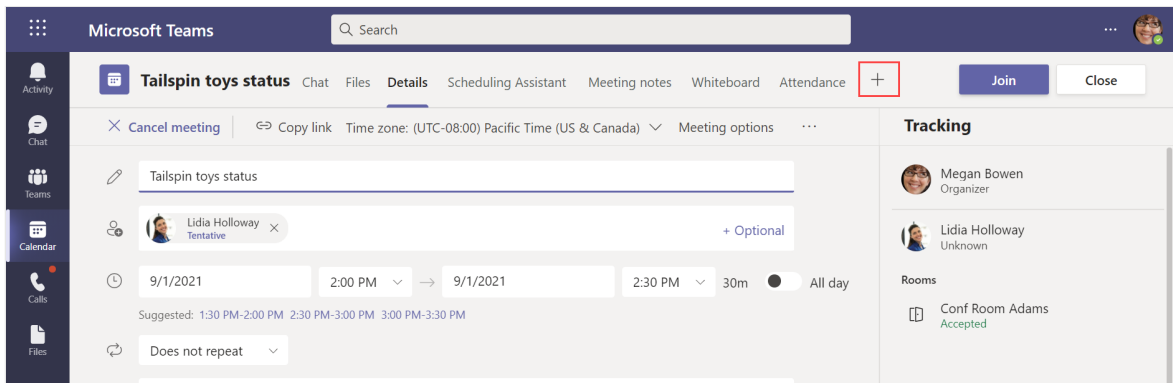 Microsoft Teams
Search
...
Activity
Chat
Teams
Calendar
Calls
Files
Tailspin toys status Chat Files Details Scheduling Assistant Meeting notes Whiteboard Attendance +
Join Close
Cancel meeting Copy link Time zone: (UTC-08:00) Pacific Time (US & Canada) Meeting options ...
Tailspin toys status
Lidia Holloway
Tentative
+ Optional
9/1/2021 2:00 PM → 9/1/2021 2:30 PM 30m All day
Suggested: 1:30 PM-2:00 PM 2:30 PM-3:00 PM 3:00 PM-3:30 PM
Does not repeat
Tracking
Megan Bowen
Organizer
Lidia Holloway
Unknown
Rooms
Conf Room Adams
Accepted